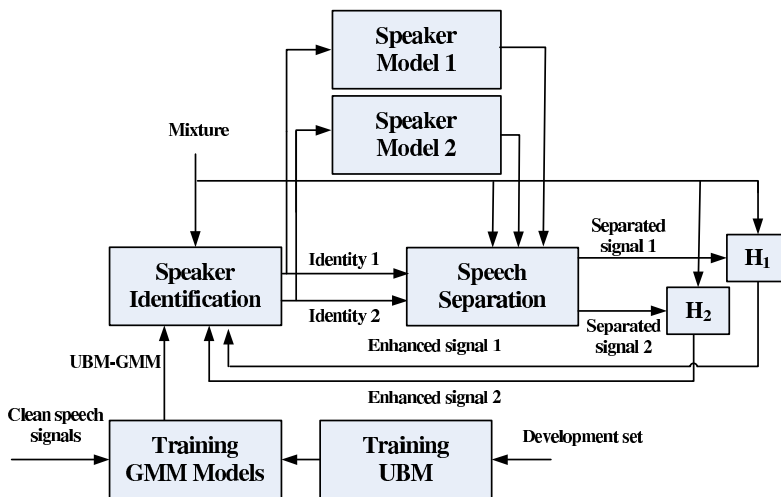 Speaker
Model 1
Speaker
Model 2
Mixture
Separated
signal 1
H₁
Speaker
Identification
Identity 1
Identity 2
Speech
Separation
H₂
Separated
signal 2
Enhanced signal 1
UBM-GMM
Enhanced signal 2
Clean speech
signals
Training
GMM Models
Training
UBM
Development set